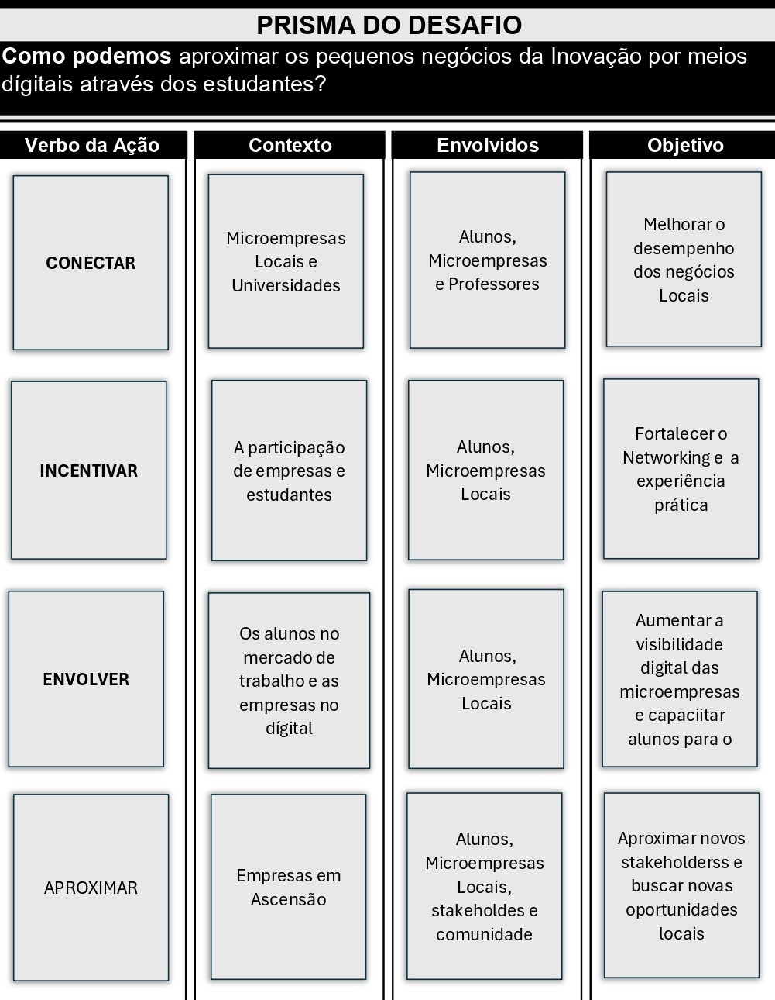 PRISMA DO DESAFIO
Como podemos aproximar os pequenos negócios da Inovação por meios
dígitais através dos estudantes?
Verbo da Ação
Contexto
Envolvidos
Objetivo
CONECTAR
Microempresas
Locais e
Universidades
Alunos,
Microempresas
e Professores
Melhorar o
desempenho
dos negócios
Locais
INCENTIVAR
A participação
de empresas e
estudantes
Alunos,
Microempresas
Locais
Fortalecer o
Networking e  a
experiência
prática
ENVOLVER
Os alunos no
mercado de
trabalho e as
empresas no
dígital
Alunos,
Microempresas
Locais
Aumentar a
visibilidade
digital das
microempresas
e capaciitar
alunos para o
APROXIMAR
Empresas em
Ascensão
Alunos,
Microempresas
Locais,
stakeholdes e
comunidade
Aproximar novos
stakeholderss e
buscar novas
oportunidades
locais